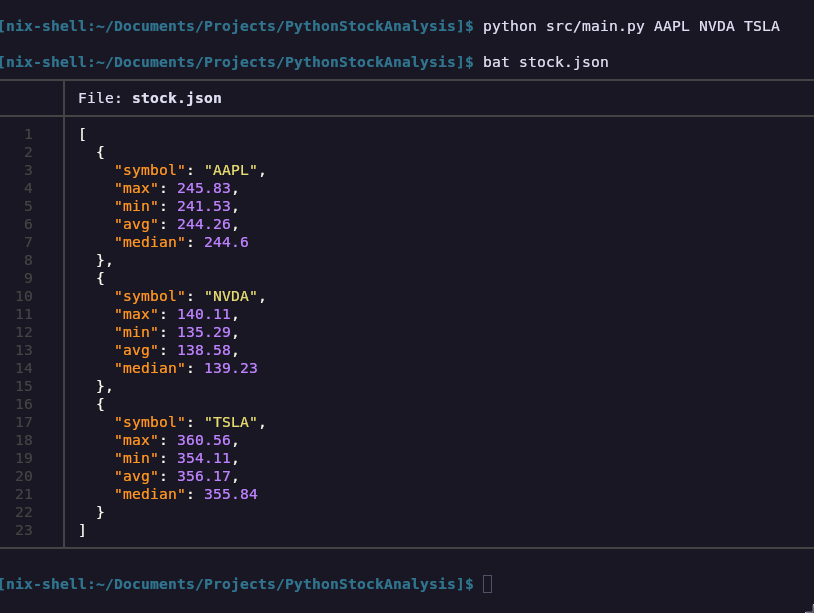 [nix-shell:~/Documents/Projects/PythonStockAnalysis]$ python src/main.py AAPL NVDA TSLA
[nix-shell:~/Documents/Projects/PythonStockAnalysis]$ bat stock.json
File: stock.json
1 [
2   {
3     "symbol": "AAPL",
4     "max": 245.83,
5     "min": 241.53,
6     "avg": 244.26,
7     "median": 244.6
8   },
9   {
10     "symbol": "NVDA",
11     "max": 140.11,
12     "min": 135.29,
13     "avg": 138.58,
14     "median": 139.23
15   },
16   {
17     "symbol": "TSLA",
18     "max": 360.56,
19     "min": 354.11,
20     "avg": 356.17,
21     "median": 355.84
22   }
23 ]
[nix-shell:~/Documents/Projects/PythonStockAnalysis]$